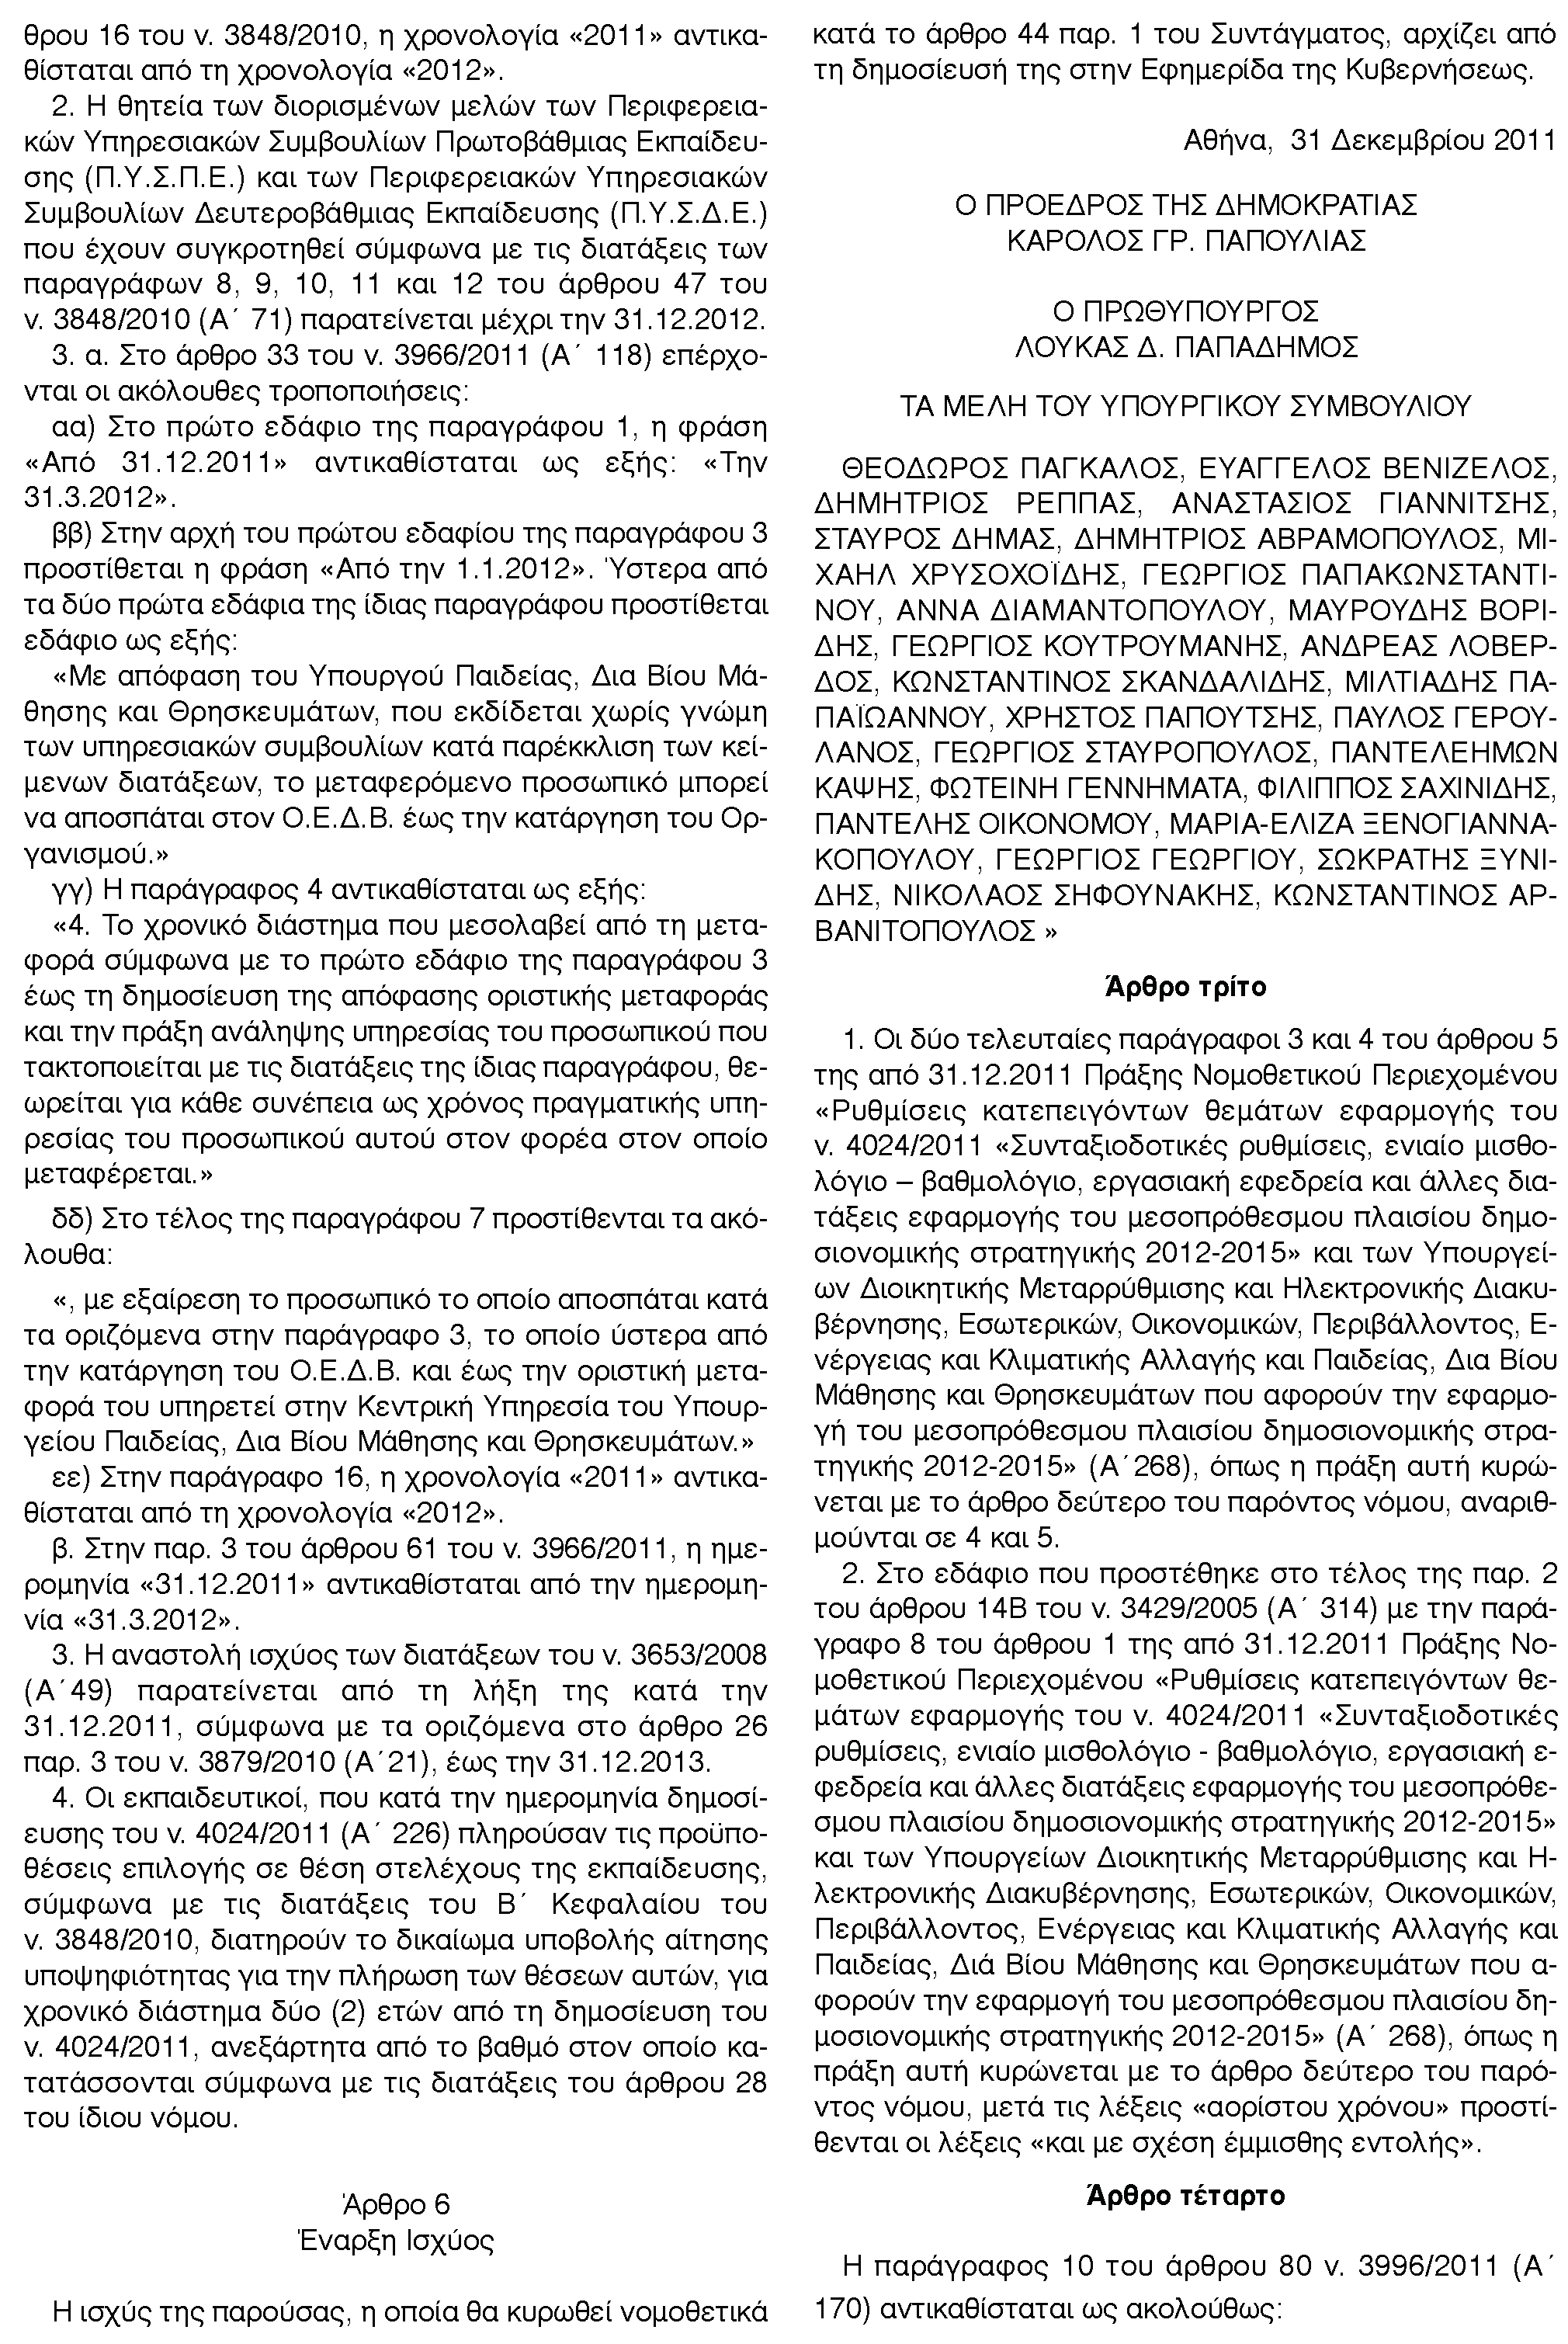 θρου 16 του ν. 3848/2010, η χρονολογία «2011» αντικα-
θίσταται από τη χρονολογία «2012».
2. Η θητεία των διορισμένων μελών των Περιφερεια-
κών Υπηρεσιακών Συμβουλίων Πρωτοβάθμιας Εκπαίδευ-
σης (Π.Υ.Σ.Π.Ε.) και των Περιφερειακών Υπηρεσιακών
Συμβουλίων Δευτεροβάθμιας Εκπαίδευσης (Π.Υ.Σ.Δ.Ε.)
που έχουν συγκροτηθεί σύμφωνα με τις διατάξεις των
παραγράφων 8, 9, 10, 11 και 12 του άρθρου 47 του
ν. 3848/2010 (Α΄ 71) παρατείνεται μέχρι την 31.12.2012.
3. α. Στο άρθρο 33 του ν. 3966/2011 (Α΄ 118) επέρχο-
νται οι ακόλουθες τροποποιήσεις:
αα) Στο πρώτο εδάφιο της παραγράφου 1, η φράση
«Από 31.12.2011» αντικαθίσταται ως εξής: «Την
31.3.2012».
ββ) Στην αρχή του πρώτου εδαφίου της παραγράφου 3
προστίθεται η φράση «Από την 1.1.2012». Ύστερα από
τα δύο πρώτα εδάφια της ίδιας παραγράφου προστίθεται
εδάφιο ως εξής:
«Με απόφαση του Υπουργού Παιδείας, Δια Βίου Μά-
θησης και Θρησκευμάτων, που εκδίδεται χωρίς γνώμη
των υπηρεσιακών συμβουλίων κατά παρέκκλιση των κεί-
μενων διατάξεων, το μεταφερόμενο προσωπικό μπορεί
να αποσπάται στον Ο.Ε.Δ.Β. έως την κατάργηση του Ορ-
γανισμού.»
γγ) Η παράγραφος 4 αντικαθίσταται ως εξής:
«4. Το χρονικό διάστημα που μεσολαβεί από τη μετα-
φορά σύμφωνα με το πρώτο εδάφιο της παραγράφου 3
έως τη δημοσίευση της απόφασης οριστικής μεταφοράς
και την πράξη ανάληψης υπηρεσίας του προσωπικού που
τακτοποιείται με τις διατάξεις της ίδιας παραγράφου, θε-
ωρείται για κάθε συνέπεια ως χρόνος πραγματικής υπη-
ρεσίας του προσωπικού αυτού στον φορέα στον οποίο
μεταφέρεται.»
δδ) Στο τέλος της παραγράφου 7 προστίθενται τα ακό-
λουθα:
«, με εξαίρεση το προσωπικό το οποίο αποσπάται κατά
τα οριζόμενα στην παράγραφο 3, το οποίο ύστερα από
την κατάργηση του Ο.Ε.Δ.Β. και έως την οριστική μετα-
φορά του υπηρετεί στην Κεντρική Υπηρεσία του Υπουρ-
γείου Παιδείας, Δια Βίου Μάθησης και Θρησκευμάτων.»
εε) Στην παράγραφο 16, η χρονολογία «2011» αντικα-
θίσταται από τη χρονολογία «2012».
β. Στην παρ. 3 του άρθρου 61 του ν. 3966/2011, η ημε-
ρομηνία «31.12.2011» αντικαθίσταται από την ημερομη-
νία «31.3.2012».
3. Η αναστολή ισχύος των διατάξεων του ν. 3653/2008
(Α΄49) παρατείνεται από τη λήξη της κατά την
31.12.2011, σύμφωνα με τα οριζόμενα στο άρθρο 26
παρ. 3 του ν. 3879/2010 (Α΄21), έως την 31.12.2013.
4. Οι εκπαιδευτικοί, που κατά την ημερομηνία δημοσί-
ευσης του ν. 4024/2011 (Α΄ 226) πληρούσαν τις προϋπο-
θέσεις επιλογής σε θέση στελέχους της εκπαίδευσης,
σύμφωνα με τις διατάξεις του Β΄ Κεφαλαίου του
ν. 3848/2010, διατηρούν το δικαίωμα υποβολής αίτησης
υποψηφιότητας για την πλήρωση των θέσεων αυτών, για
χρονικό διάστημα δύο (2) ετών από τη δημοσίευση του
ν. 4024/2011, ανεξάρτητα από το βαθμό στον οποίο κα-
τατάσσονται σύμφωνα με τις διατάξεις του άρθρου 28
του ίδιου νόμου.
Άρθρο 6
Έναρξη Ισχύος
Η ισχύς της παρούσας, η οποία θα κυρωθεί νομοθετικά
κατά το άρθρο 44 παρ. 1 του Συντάγματος, αρχίζει από
τη δημοσίευσή της στην Εφημερίδα της Κυβερνήσεως.
Αθήνα, 31 Δεκεμβρίου 2011
Ο ΠΡΟΕΔΡΟΣ ΤΗΣ ΔΗΜΟΚΡΑΤΙΑΣ
ΚΑΡΟΛΟΣ ΓΡ. ΠΑΠΟΥΛΙΑΣ
Ο ΠΡΩΘΥΠΟΥΡΓΟΣ
ΛΟΥΚΑΣ Δ. ΠΑΠΑΔΗΜΟΣ
ΤΑ ΜΕΛΗ ΤΟΥ ΥΠΟΥΡΓΙΚΟΥ ΣΥΜΒΟΥΛΙΟΥ
ΘΕΟΔΩΡΟΣ ΠΑΓΚΑΛΟΣ, ΕΥΑΓΓΕΛΟΣ ΒΕΝΙΖΕΛΟΣ,
ΔΗΜΗΤΡΙΟΣ ΡΕΠΠΑΣ, ΑΝΑΣΤΑΣΙΟΣ ΓΙΑΝΝΙΤΣΗΣ,
ΣΤΑΥΡΟΣ ΔΗΜΑΣ, ΔΗΜΗΤΡΙΟΣ ΑΒΡΑΜΟΠΟΥΛΟΣ, ΜΙ-
ΧΑΗΛ ΧΡΥΣΟΧΟΪΔΗΣ, ΓΕΩΡΓΙΟΣ ΠΑΠΑΚΩΝΣΤΑΝΤΙ-
ΝΟΥ, ΑΝΝΑ ΔΙΑΜΑΝΤΟΠΟΥΛΟΥ, ΜΑΥΡΟΥΔΗΣ ΒΟΡΙ-
ΔΗΣ, ΓΕΩΡΓΙΟΣ ΚΟΥΤΡΟΥΜΑΝΗΣ, ΑΝΔΡΕΑΣ ΛΟΒΕΡ-
ΔΟΣ, ΚΩΝΣΤΑΝΤΙΝΟΣ ΣΚΑΝΔΑΛΙΔΗΣ, ΜΙΛΤΙΑΔΗΣ ΠΑ-
ΠΑΪΩΑΝΝΟΥ, ΧΡΗΣΤΟΣ ΠΑΠΟΥΤΣΗΣ, ΠΑΥΛΟΣ ΓΕΡΟΥ-
ΛΑΝΟΣ, ΓΕΩΡΓΙΟΣ ΣΤΑΥΡΟΠΟΥΛΟΣ, ΠΑΝΤΕΛΕΗΜΩΝ
ΚΑΨΗΣ, ΦΩΤΕΙΝΗ ΓΕΝΝΗΜΑΤΑ, ΦΙΛΙΠΠΟΣ ΣΑΧΙΝΙΔΗΣ,
ΠΑΝΤΕΛΗΣ ΟΙΚΟΝΟΜΟΥ, ΜΑΡΙΑ-ΕΛΙΖΑ ΞΕΝΟΓΙΑΝΝΑ-
ΚΟΠΟΥΛΟΥ, ΓΕΩΡΓΙΟΣ ΓΕΩΡΓΙΟΥ, ΣΩΚΡΑΤΗΣ ΞΥΝΙ-
ΔΗΣ, ΝΙΚΟΛΑΟΣ ΣΗΦΟΥΝΑΚΗΣ, ΚΩΝΣΤΑΝΤΙΝΟΣ ΑΡ-
ΒΑΝΙΤΟΠΟΥΛΟΣ »
Άρθρο τρίτο
1. Οι δύο τελευταίες παράγραφοι 3 και 4 του άρθρου 5
της από 31.12.2011 Πράξης Νομοθετικού Περιεχομένου
«Ρυθμίσεις κατεπειγόντων θεμάτων εφαρμογής του
ν. 4024/2011 «Συνταξιοδοτικές ρυθμίσεις, ενιαίο μισθο-
λόγιο – βαθμολόγιο, εργασιακή εφεδρεία και άλλες δια-
τάξεις εφαρμογής του μεσοπρόθεσμου πλαισίου δημο-
σιονομικής στρατηγικής 2012-2015» και των Υπουργεί-
ων Διοικητικής Μεταρρύθμισης και Ηλεκτρονικής Διακυ-
βέρνησης, Εσωτερικών, Οικονομικών, Περιβάλλοντος, Ε-
νέργειας και Κλιματικής Αλλαγής και Παιδείας, Δια Βίου
Μάθησης και Θρησκευμάτων που αφορούν την εφαρμο-
γή του μεσοπρόθεσμου πλαισίου δημοσιονομικής στρα-
τηγικής 2012-2015» (Α΄268), όπως η πράξη αυτή κυρώ-
νεται με το άρθρο δεύτερο του παρόντος νόμου, αναριθ-
μούνται σε 4 και 5.
2. Στο εδάφιο που προστέθηκε στο τέλος της παρ. 2
του άρθρου 14Β του ν. 3429/2005 (Α΄ 314) με την παρά-
γραφο 8 του άρθρου 1 της από 31.12.2011 Πράξης Νο-
μοθετικού Περιεχομένου «Ρυθμίσεις κατεπειγόντων θε-
μάτων εφαρμογής του ν. 4024/2011 «Συνταξιοδοτικές
ρυθμίσεις, ενιαίο μισθολόγιο - βαθμολόγιο, εργασιακή ε-
φεδρεία και άλλες διατάξεις εφαρμογής του μεσοπρόθε-
σμου πλαισίου δημοσιονομικής στρατηγικής 2012-2015»
και των Υπουργείων Διοικητικής Μεταρρύθμισης και Η-
λεκτρονικής Διακυβέρνησης, Εσωτερικών, Οικονομικών,
Περιβάλλοντος, Ενέργειας και Κλιματικής Αλλαγής και
Παιδείας, Διά Βίου Μάθησης και Θρησκευμάτων που α-
φορούν την εφαρμογή του μεσοπρόθεσμου πλαισίου δη-
μοσιονομικής στρατηγικής 2012-2015» (Α΄ 268), όπως η
πράξη αυτή κυρώνεται με το άρθρο δεύτερο του παρό-
ντος νόμου, μετά τις λέξεις «αορίστου χρόνου» προστί-
θενται οι λέξεις «και με σχέση έμμισθης εντολής».
Άρθρο τέταρτο
Η παράγραφος 10 του άρθρου 80 ν. 3996/2011 (Α΄
170) αντικαθίσταται ως ακολούθως: